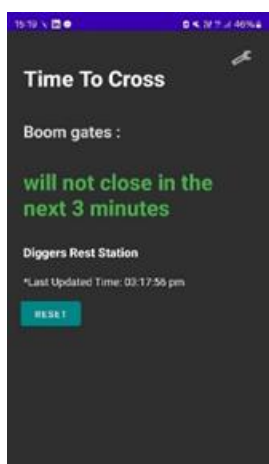 15:19
46%
Time To Cross
Boom gates :
will not close in the
next 3 minutes
Diggers Rest Station
*Last Updated Time: 03:17:56 pm
RESET